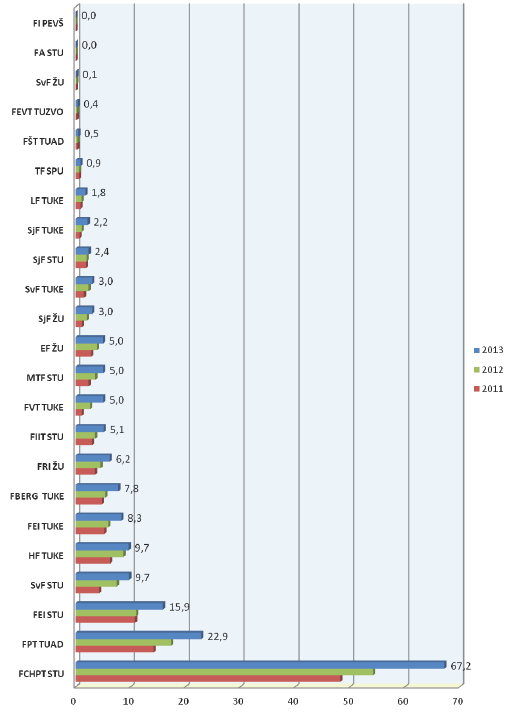 FI PEVŠ 0,0
FA STU 0,0
SvF ŽU 0,1
FEVT TUZVO 0,4
FŠT TUAD 0,5
TF SPU 0,9
LF TUKE 1,8
SjF TUKE 2,2
SjF STU 2,4
SvF TUKE 3,0
SjF ŽU 3,0
EF ŽU 5,0
MTF STU 5,0
FVT TUKE 5,0
FIIT STU 5,1
FRI ŽU 6,2
FBERG TUKE 7,8
FEI TUKE 8,3
HF TUKE 9,7
SvF STU 9,7
FEI STU 15,9
FPT TUAD 22,9
FCHPT STU 67,2
0 10 20 30 40 50 60 70
2013
2012
2011